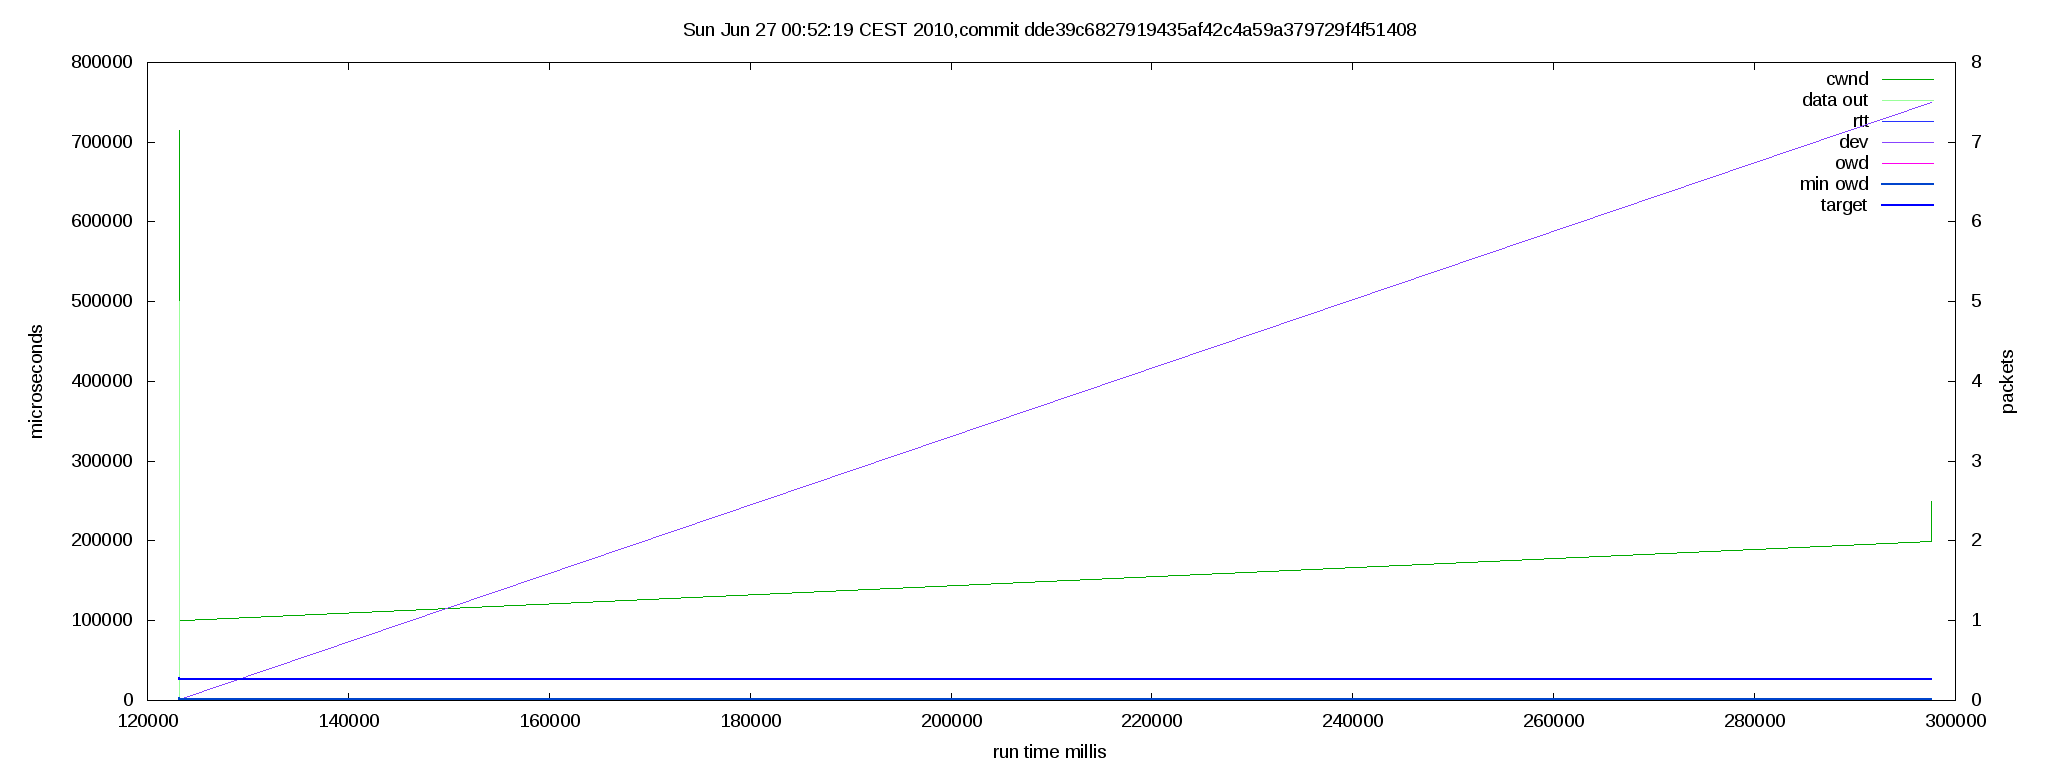 Sun Jun 27 00:52:19 CEST 2010,commit dde39c6827919435af42c4a59a379729f4f51408
800000
700000
600000
500000
400000
300000
200000
100000
0
microseconds
8
7
6
5
4
3
2
1
0
packets
cwnd
data out
rtt
dev
owd
min owd
target
120000 140000 160000 180000 200000 220000 240000 260000 280000 300000
run time millis